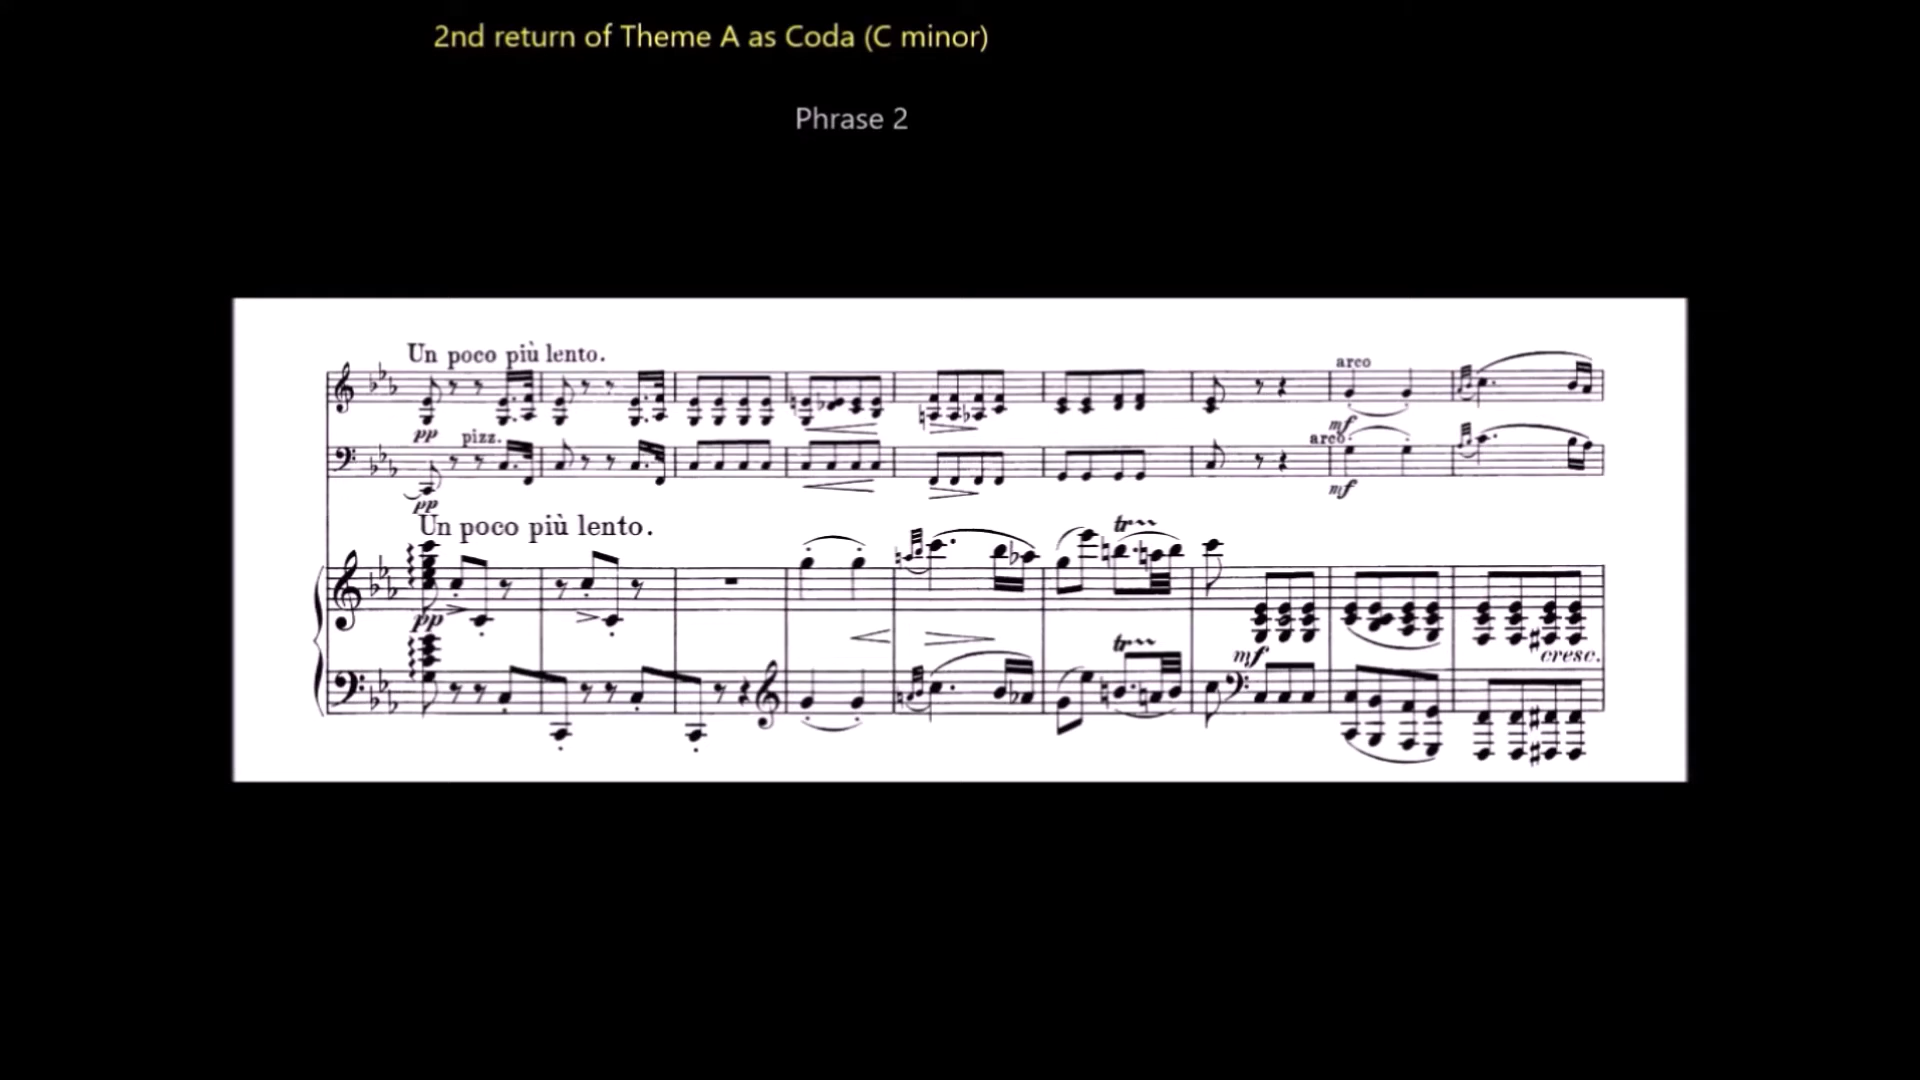 2nd return of Theme A as Coda (C minor)
Phrase 2
Un poco più lento.
arco
pp
pizz.
mf
arco
pp
mf
Un poco più lento.
tr
pp
tr
mf
cresc.